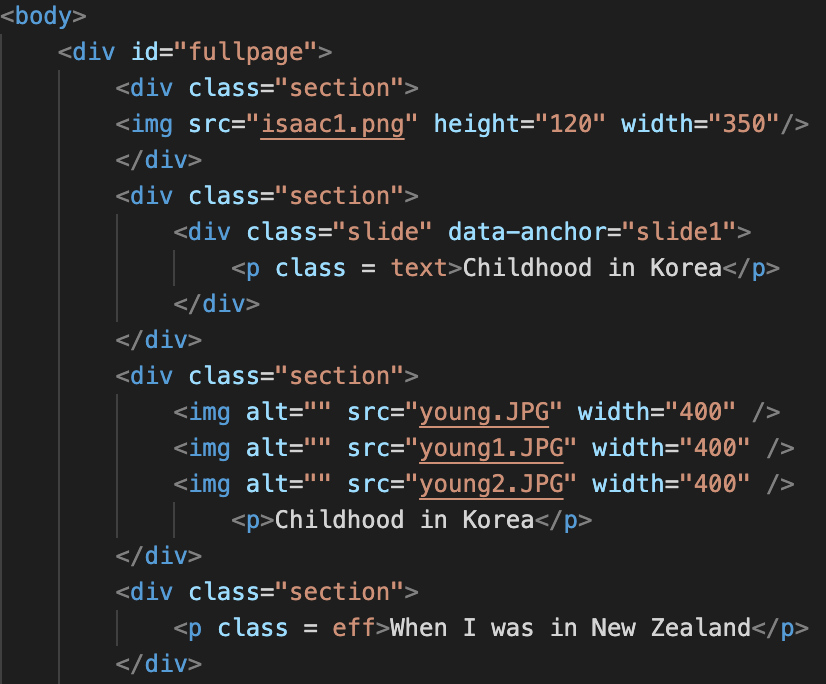 <body>
<div id="fullpage">
<div class="section">
<img src="isaac1.png" height="120" width="350"/>
</div>
<div class="section">
<div class="slide" data-anchor="slide1">
<p class = text>Childhood in Korea</p>
</div>
</div>
<div class="section">
<img alt="" src="young.JPG" width="400" />
<img alt="" src="young1.JPG" width="400" />
<img alt="" src="young2.JPG" width="400" />
<p>Childhood in Korea</p>
</div>
<div class="section">
<p class = eff>When I was in New Zealand</p>
</div>